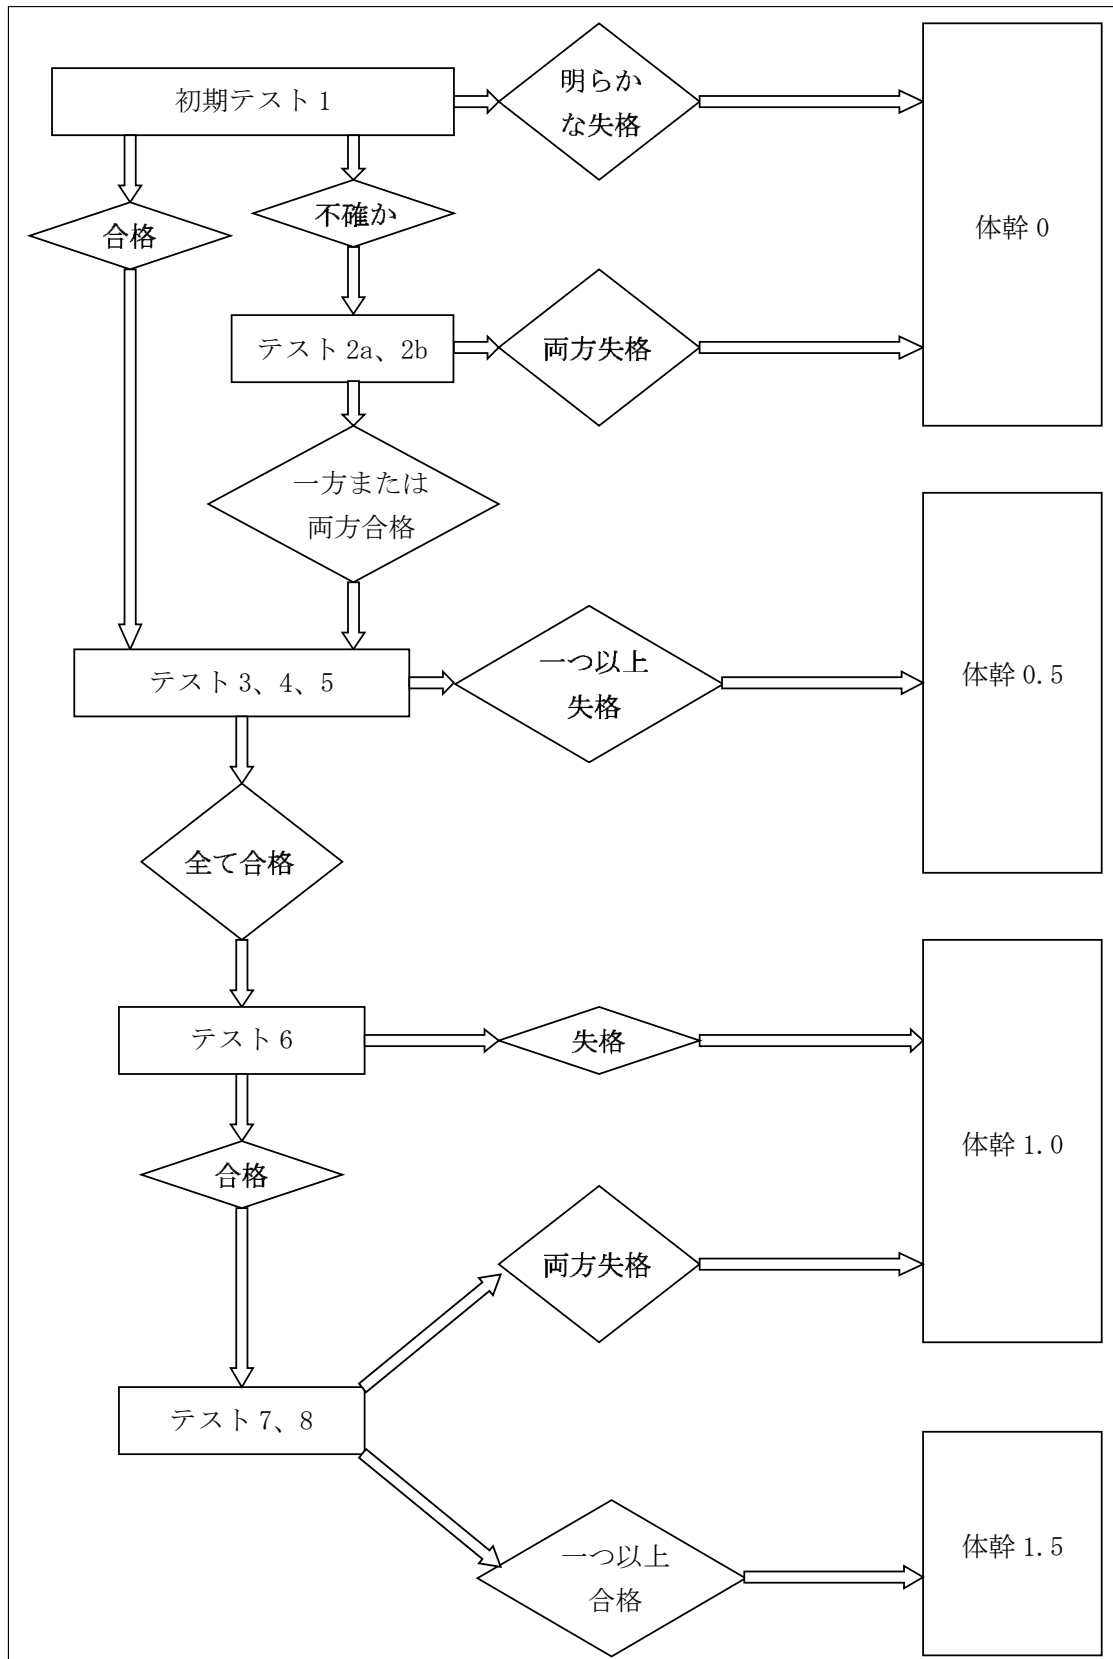 初期テスト1
明らか
な失格
体幹 0
合格
不確か
テスト 2a、2b
両方失格
一方または
両方合格
テスト 3、4、5
一つ以上
失格
体幹 0.5
全て合格
テスト 6
失格
体幹 1.0
合格
両方失格
テスト 7、8
一つ以上
合格
体幹 1.5